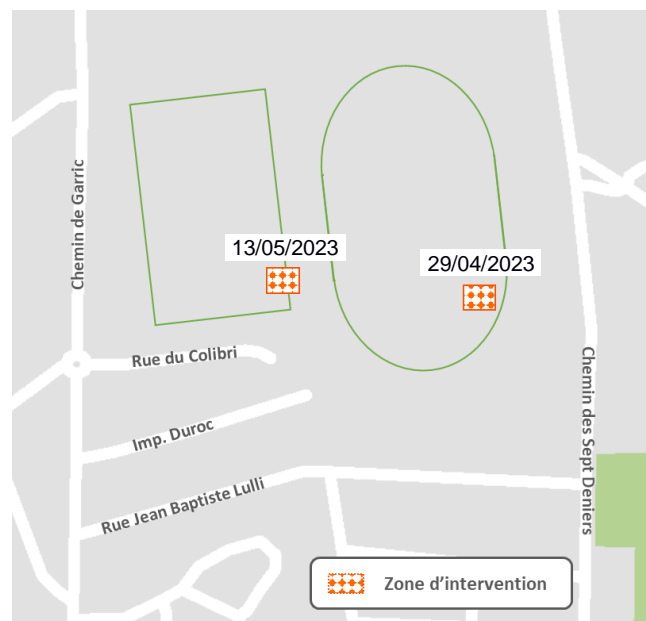 Chemin de Garric
13/05/2023
29/04/2023
Rue du Colibri
Chemin des Sept Deniers
Imp. Duroc
Rue Jean Baptiste Lulli
Zone d'intervention